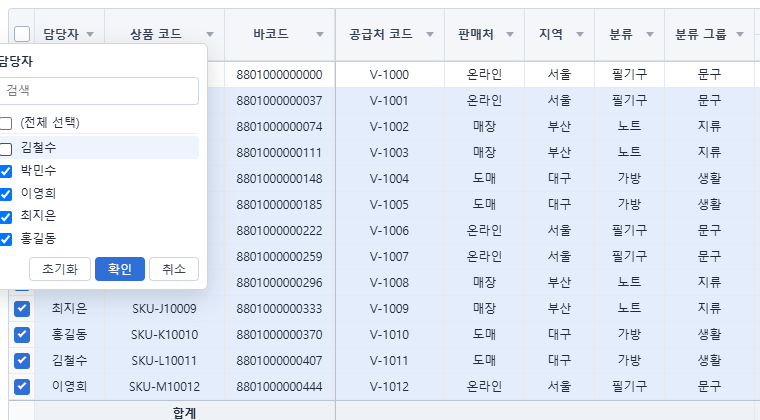 담당자 상품 코드 바코드 공급처 코드 판매처 지역 분류 분류 그룹
담당자
검색
(전체 선택)
김철수
박민수
이영희
최지은
홍길동
초기화 확인 취소
8801000000000 V-1000 온라인 서울 필기구 문구
8801000000037 V-1001 온라인 서울 필기구 문구
8801000000074 V-1002 매장 부산 노트 지류
8801000000111 V-1003 매장 부산 노트 지류
8801000000148 V-1004 도매 대구 가방 생활
8801000000185 V-1005 도매 대구 가방 생활
8801000000222 V-1006 온라인 서울 필기구 문구
8801000000259 V-1007 온라인 서울 필기구 문구
8801000000296 V-1008 매장 부산 노트 지류
최지은 SKU-J10009 8801000000333 V-1009 매장 부산 노트 지류
홍길동 SKU-K10010 8801000000370 V-1010 도매 대구 가방 생활
김철수 SKU-L10011 8801000000407 V-1011 도매 대구 가방 생활
이영희 SKU-M10012 8801000000444 V-1012 온라인 서울 필기구 문구
합계